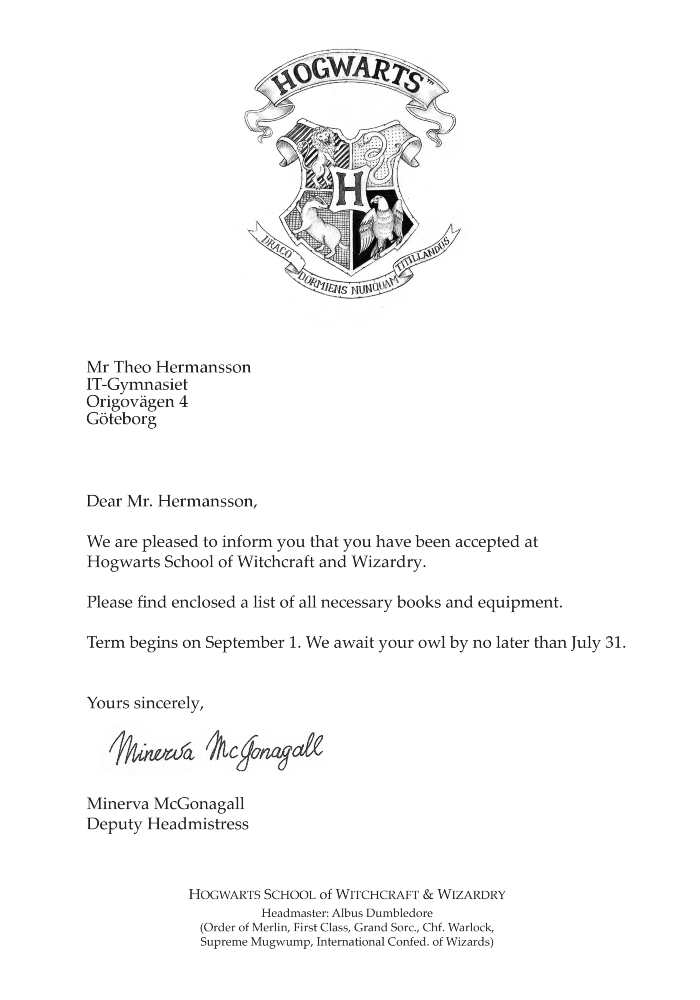 HOGWARTS™
H
DRACO DORMIENS NUNQUAM TITILLANDUS
Mr Theo Hermansson
IT-Gymnasiet
Origovägen 4
Göteborg
Dear Mr. Hermansson,
We are pleased to inform you that you have been accepted at
Hogwarts School of Witchcraft and Wizardry.
Please find enclosed a list of all necessary books and equipment.
Term begins on September 1. We await your owl by no later than July 31.
Yours sincerely,
Minerva McGonagall
Minerva McGonagall
Deputy Headmistress
HOGWARTS SCHOOL of WITCHCRAFT & WIZARDRY
Headmaster: Albus Dumbledore
(Order of Merlin, First Class, Grand Sorc., Chf. Warlock,
Supreme Mugwump, International Confed. of Wizards)